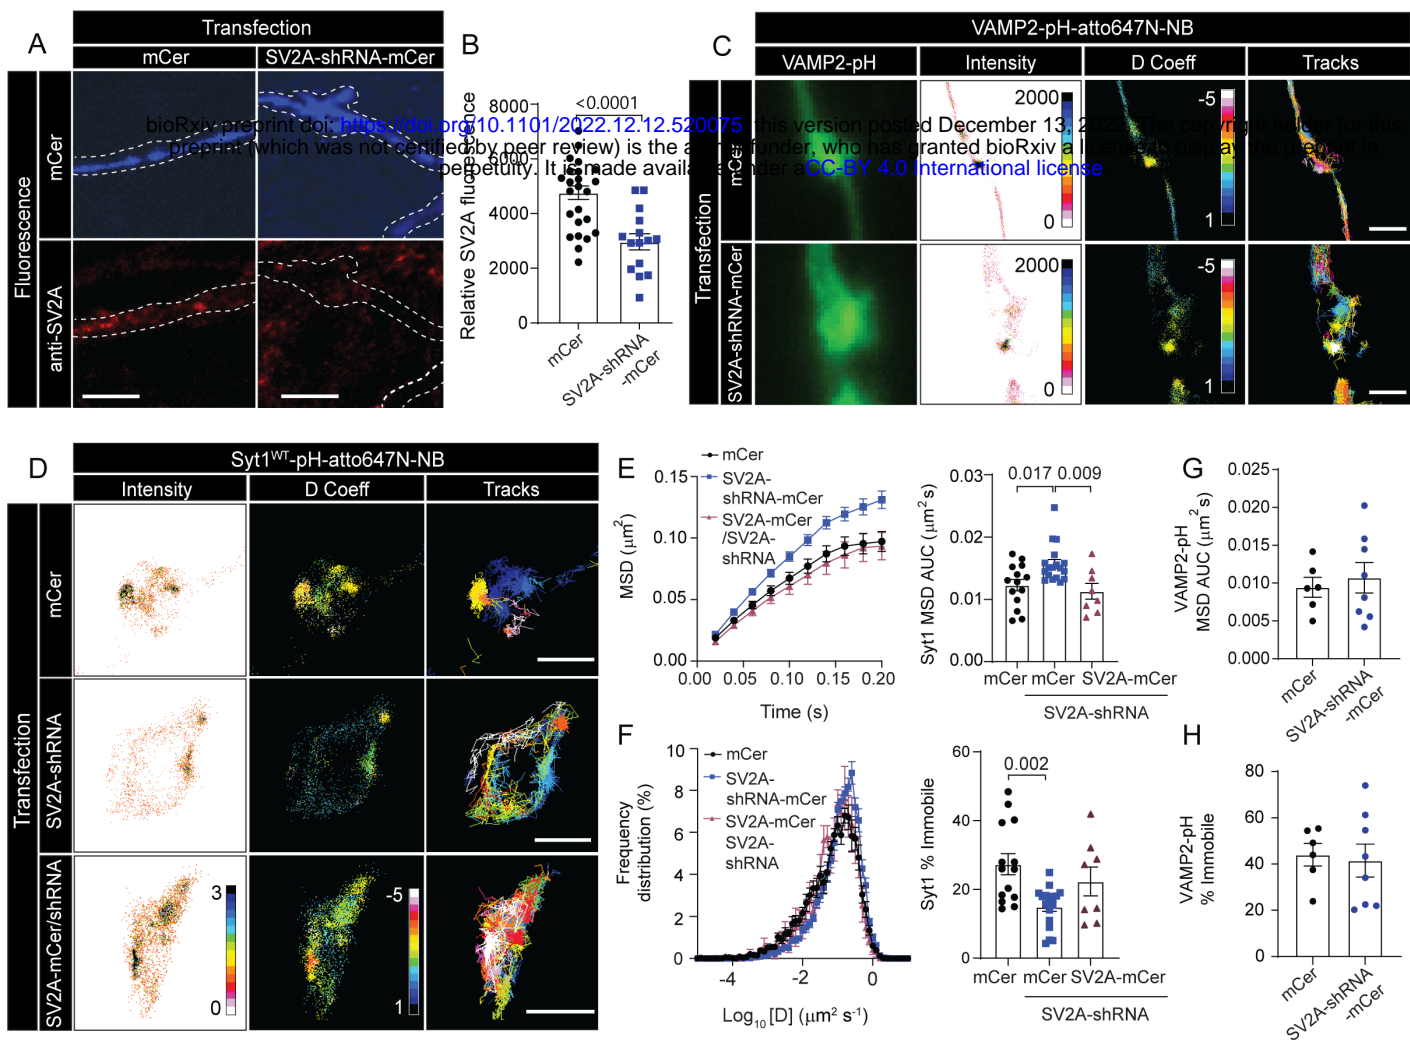 A
Transfection
mCer
SV2A-shRNA-mCer
Fluorescence
mCer
anti-SV2A
B
Relative SV2A fluorescence
8000
6000
4000
2000
0
<0.0001
mCer
SV2A-shRNA
-mCer
C
VAMP2-pH-atto647N-NB
VAMP2-pH
Intensity
D Coeff
Tracks
Transfection
mCer
SV2A-shRNA-mCer
2000
0
-5
1
2000
0
-5
1
bioRxiv preprint doi: https://doi.org/10.1101/2022.12.12.520075; this version posted December 13, 2022. The copyright holder for this
preprint (which was not certified by peer review) is the author/funder, who has granted bioRxiv a license to display the preprint in
perpetuity. It is made available under a CC-BY 4.0 International license.
D
Syt1WT-pH-atto647N-NB
Intensity
D Coeff
Tracks
Transfection
mCer
SV2A-shRNA
SV2A-mCer/shRNA
3
0
-5
1
E
mCer
SV2A-
shRNA-mCer
SV2A-mCer
/SV2A-
shRNA
MSD (μm2)
0.15
0.10
0.05
0.00
0.00
0.05
0.10
0.15
0.20
Time (s)
Syt1 MSD AUC (μm2 s)
0.03
0.02
0.01
0.00
0.017
0.009
mCer
mCer
SV2A-mCer
SV2A-shRNA
G
VAMP2-pH
MSD AUC (μm2 s)
0.025
0.020
0.015
0.010
0.005
0.000
mCer
SV2A-shRNA
-mCer
F
mCer
SV2A-
shRNA-mCer
SV2A-mCer
SV2A-
shRNA
Frequency
distribution (%)
10
8
6
4
2
0
-4
-2
0
Log10 [D] (μm2 s-1)
Syt1 % Immobile
60
40
20
0
0.002
mCer
mCer
SV2A-mCer
SV2A-shRNA
H
VAMP2-pH
% Immobile
80
60
40
20
0
mCer
SV2A-shRNA
-mCer